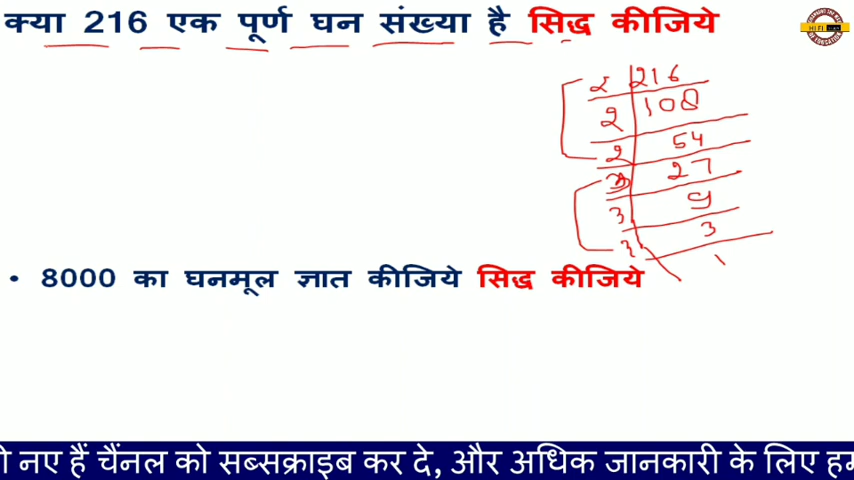 क्या 216 एक पूर्ण घन संख्या है सिद्ध कीजिये
2 216
2 108
2 54
3 27
3 9
3 3
1
• 8000 का घनमूल ज्ञात कीजिये सिद्ध कीजिये
नए हैं चैंनल को सब्सक्राइब कर दे, और अधिक जानकारी के लिए